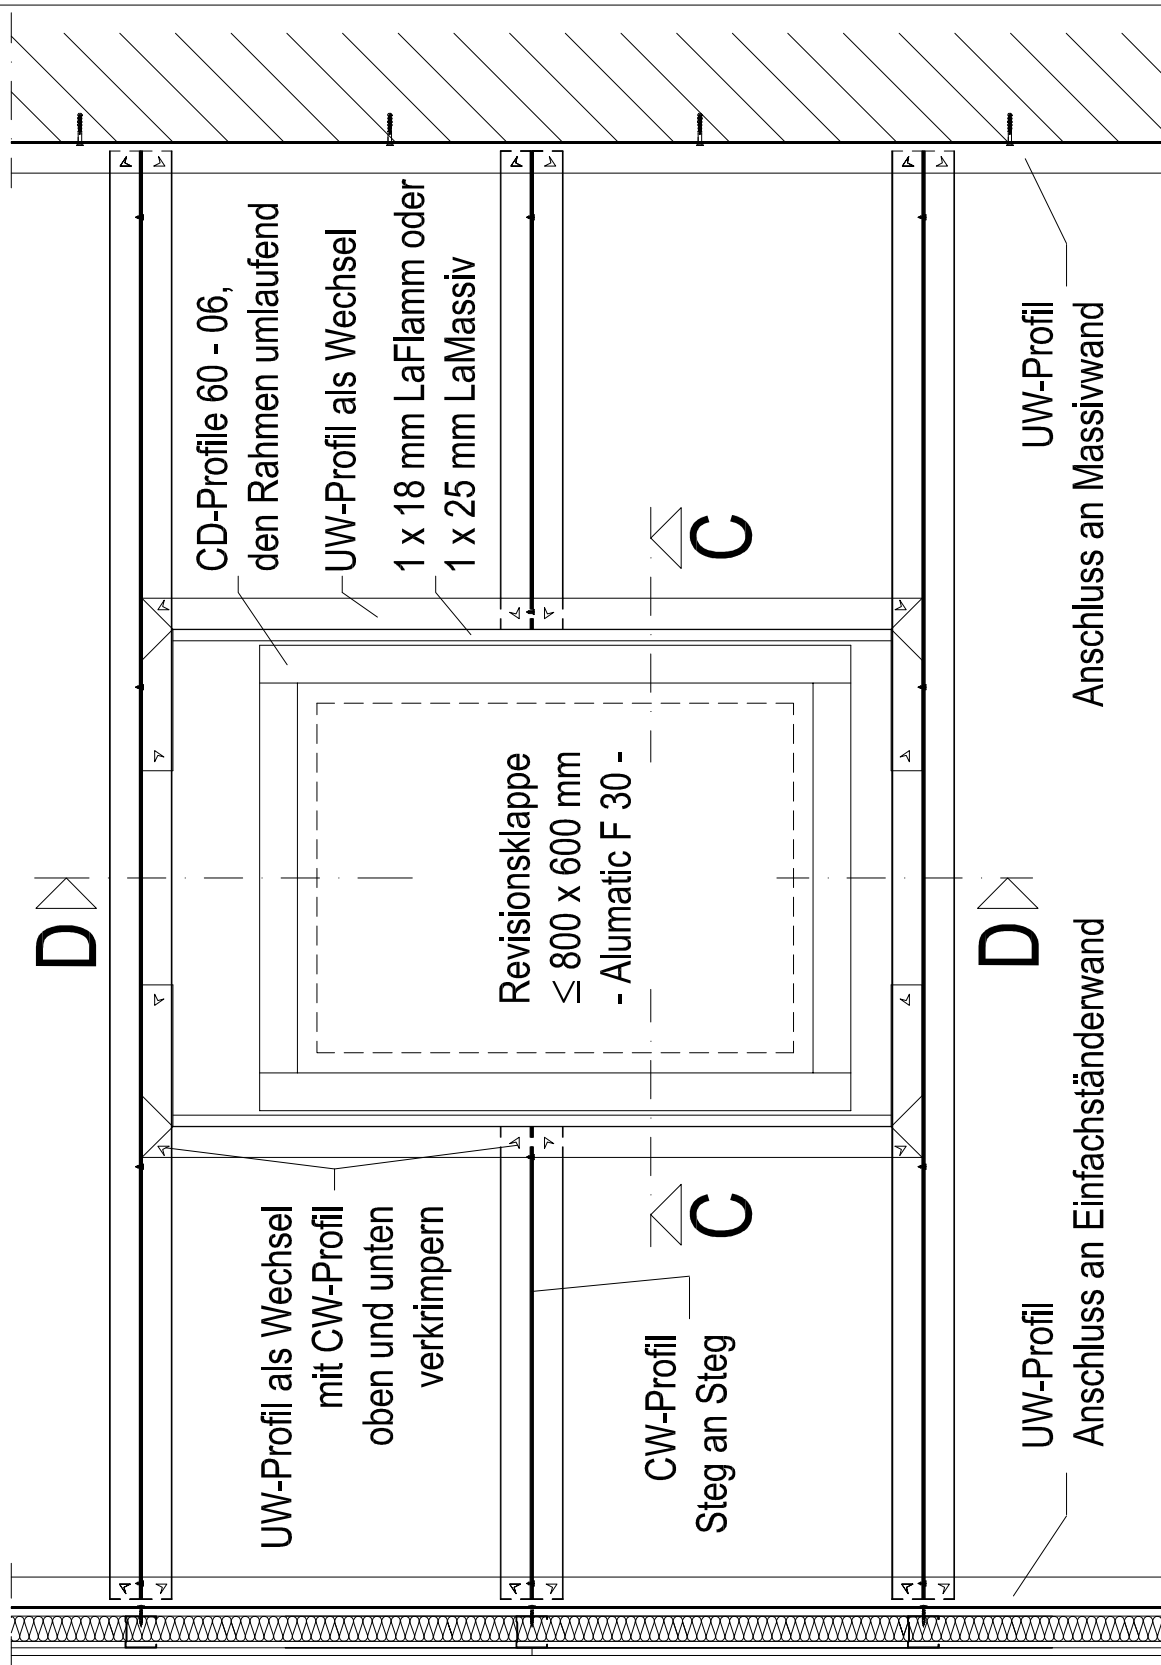 CD-Profile 60 - 06,
den Rahmen umlaufend
UW-Profil als Wechsel
1 x 18 mm LaFlamm oder
1 x 25 mm LaMassiv
D
Revisionsklappe
≤ 800 x 600 mm
- Alumatic F 30 -
C
UW-Profil
Anschluss an Massivwand
UW-Profil als Wechsel
mit CW-Profil
oben und unten
verkrimpern
C
CW-Profil
Steg an Steg
D
UW-Profil
Anschluss an Einfachständerwand